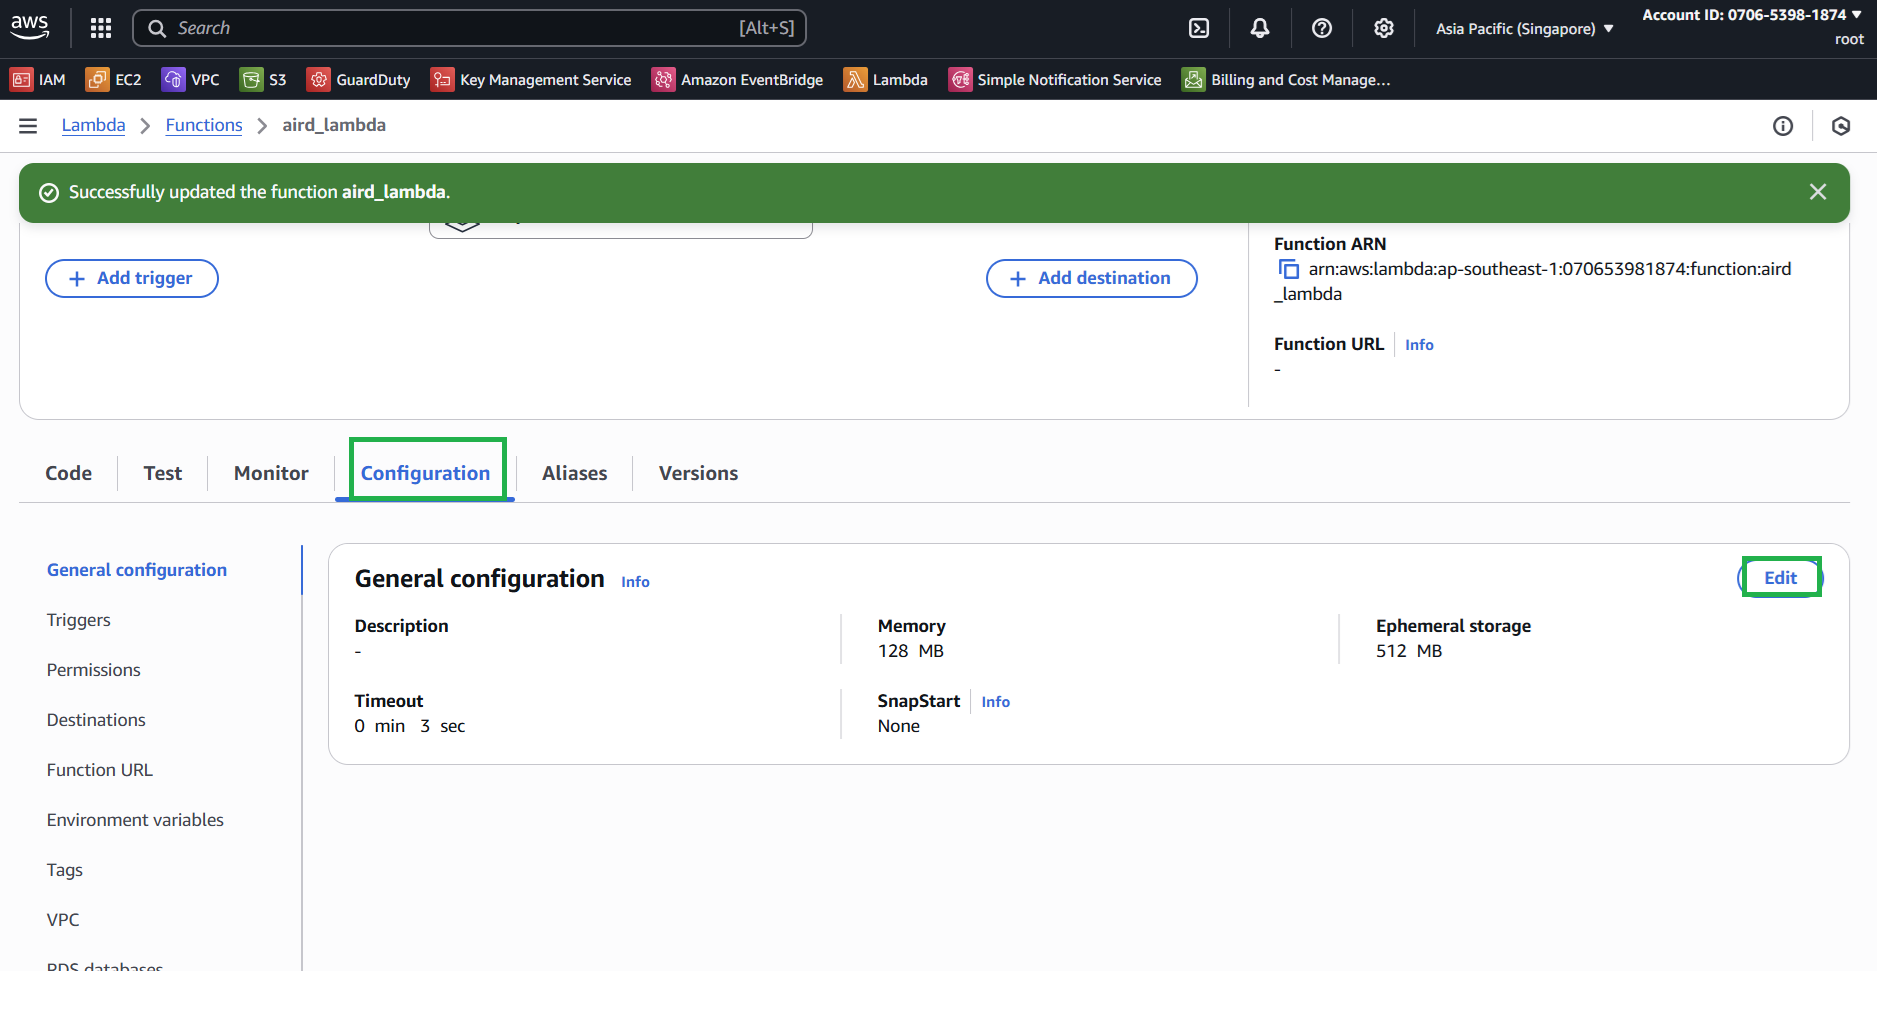 aws
Search [Alt+S]
Asia Pacific (Singapore)
Account ID: 0706-5398-1874
root
IAM EC2 VPC S3 GuardDuty Key Management Service Amazon EventBridge Lambda Simple Notification Service Billing and Cost Manage...
Lambda Functions aird_lambda
Successfully updated the function aird_lambda.
Add trigger
Add destination
Function ARN
arn:aws:lambda:ap-southeast-1:070653981874:function:aird
_lambda
Function URL Info
-
Code Test Monitor Configuration Aliases Versions
General configuration
Triggers
Permissions
Destinations
Function URL
Environment variables
Tags
VPC
RDS databases
General configuration Info
Edit
Description
-
Memory
128 MB
Ephemeral storage
512 MB
Timeout
0 min 3 sec
SnapStart Info
None